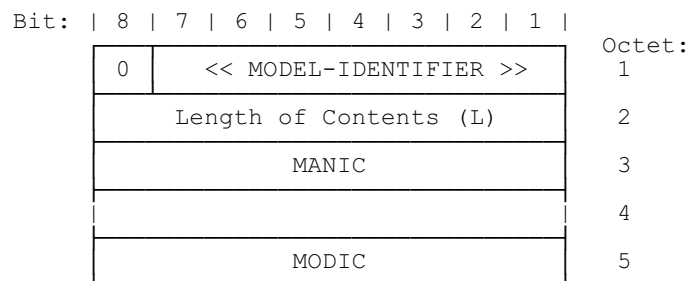 Bit: | 8 | 7 | 6 | 5 | 4 | 3 | 2 | 1 |
Octet:
0 << MODEL-IDENTIFIER >> 1
Length of Contents (L) 2
MANIC 3
4
MODIC 5